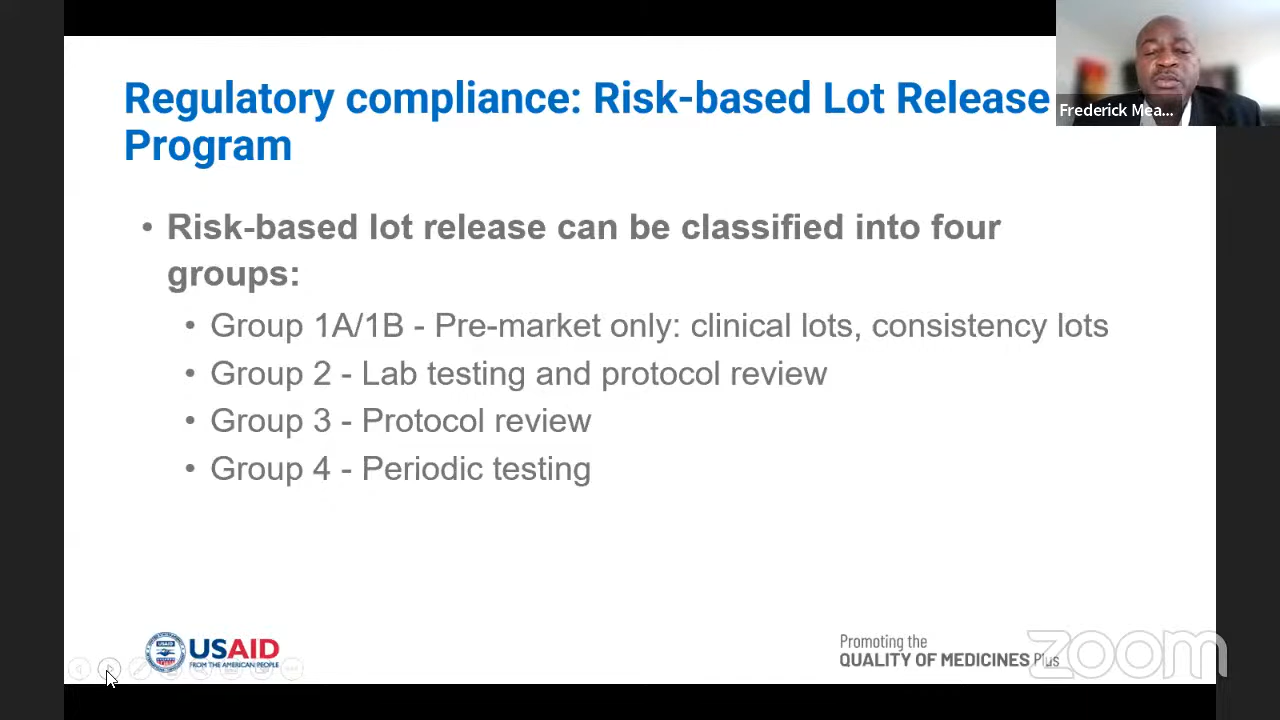 Regulatory compliance: Risk-based Lot Release
Program
Frederick Mea...
• Risk-based lot release can be classified into four
groups:
• Group 1A/1B - Pre-market only: clinical lots, consistency lots
• Group 2 - Lab testing and protocol review
• Group 3 - Protocol review
• Group 4 - Periodic testing
USAID
FROM THE AMERICAN PEOPLE
Promoting the
QUALITY OF MEDICINES Plus
zoom